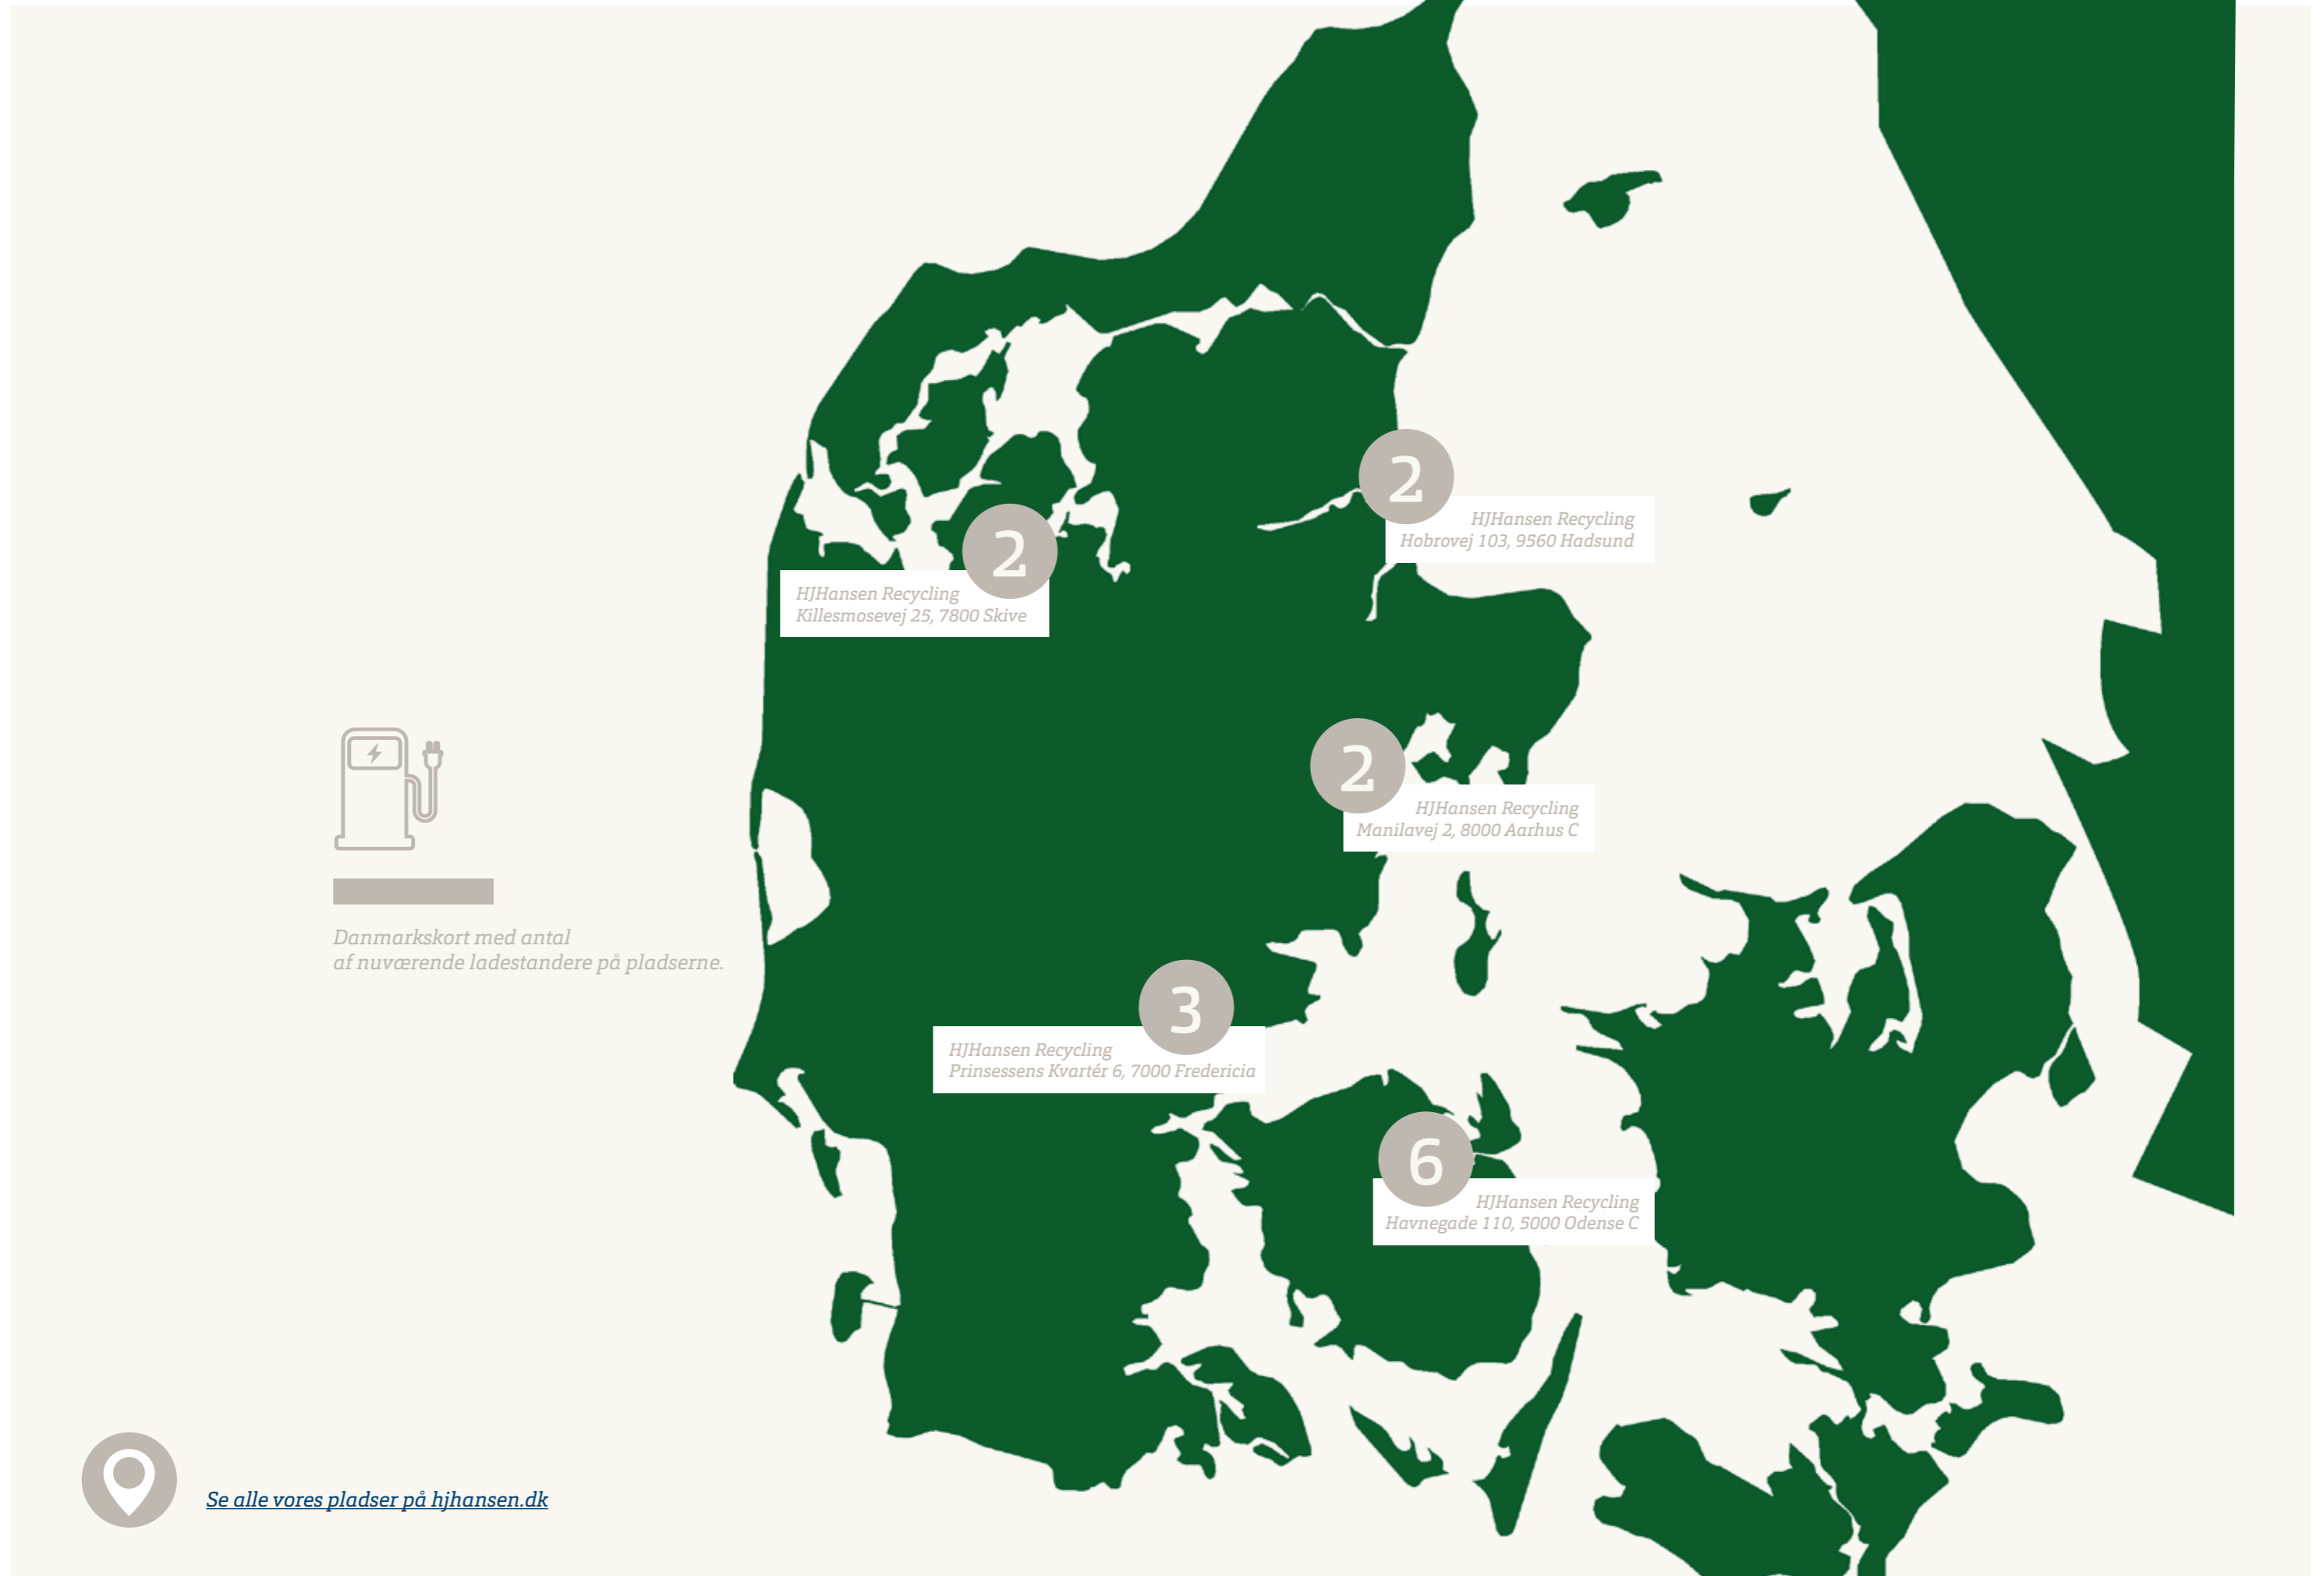 2
HJHansen Recycling
Hobrovej 103, 9560 Hadsund
2
HJHansen Recycling
Killesmosevej 25, 7800 Skive
2
HJHansen Recycling
Manilavej 2, 8000 Aarhus C
Danmarkskort med antal
af nuværende ladestandere på pladserne.
3
HJHansen Recycling
Prinsessens Kvartér 6, 7000 Fredericia
6
HJHansen Recycling
Havnegade 110, 5000 Odense C
Se alle vores pladser på hjhansen.dk